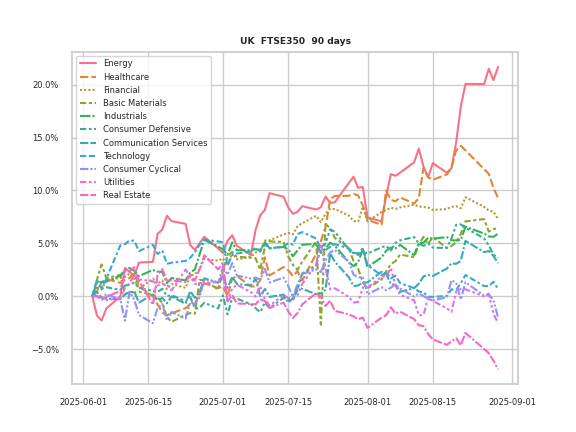 UK  FTSE350  90 days
Energy
Healthcare
Financial
Basic Materials
Industrials
Consumer Defensive
Communication Services
Technology
Consumer Cyclical
Utilities
Real Estate
20.0%
15.0%
10.0%
5.0%
0.0%
−5.0%
2025-06-01
2025-06-15
2025-07-01
2025-07-15
2025-08-01
2025-08-15
2025-09-01